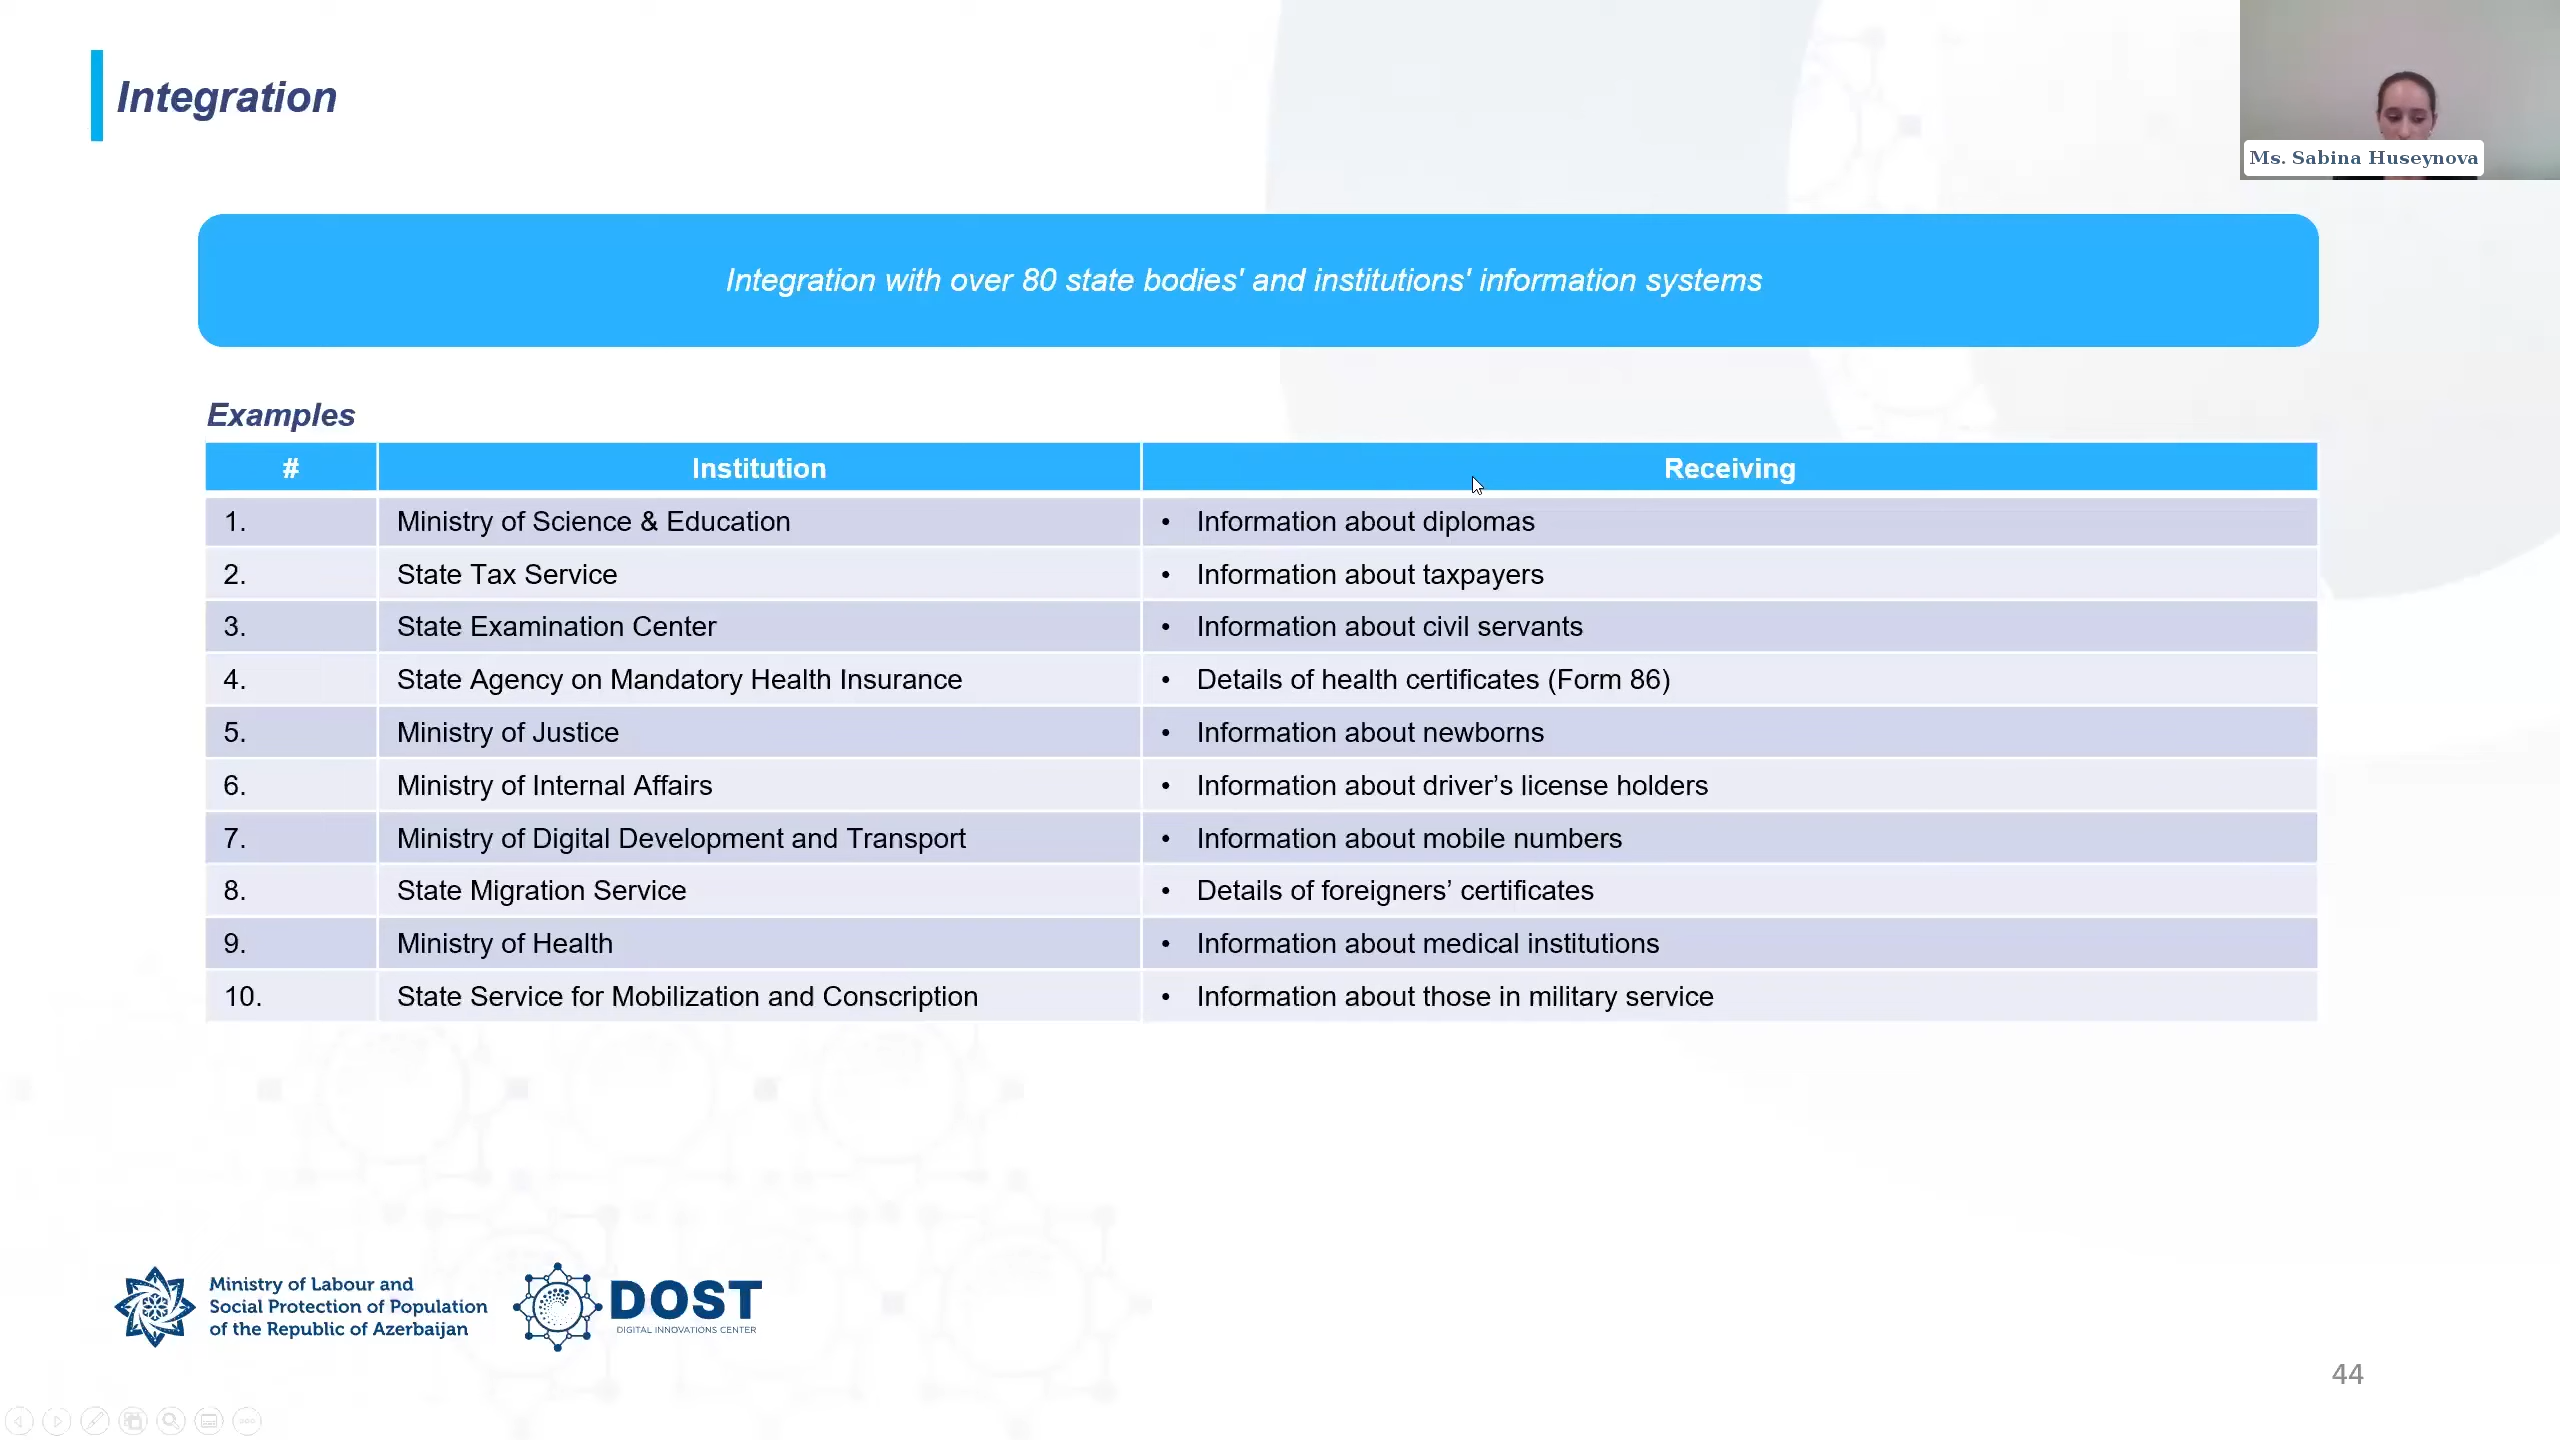 Integration
Ms. Sabina Huseynova
Integration with over 80 state bodies' and institutions' information systems
Examples
# Institution Receiving
1. Ministry of Science & Education • Information about diplomas
2. State Tax Service • Information about taxpayers
3. State Examination Center • Information about civil servants
4. State Agency on Mandatory Health Insurance • Details of health certificates (Form 86)
5. Ministry of Justice • Information about newborns
6. Ministry of Internal Affairs • Information about driver’s license holders
7. Ministry of Digital Development and Transport • Information about mobile numbers
8. State Migration Service • Details of foreigners’ certificates
9. Ministry of Health • Information about medical institutions
10. State Service for Mobilization and Conscription • Information about those in military service
Ministry of Labour and
Social Protection of Population
of the Republic of Azerbaijan
DOST
DIGITAL INNOVATIONS CENTER
44